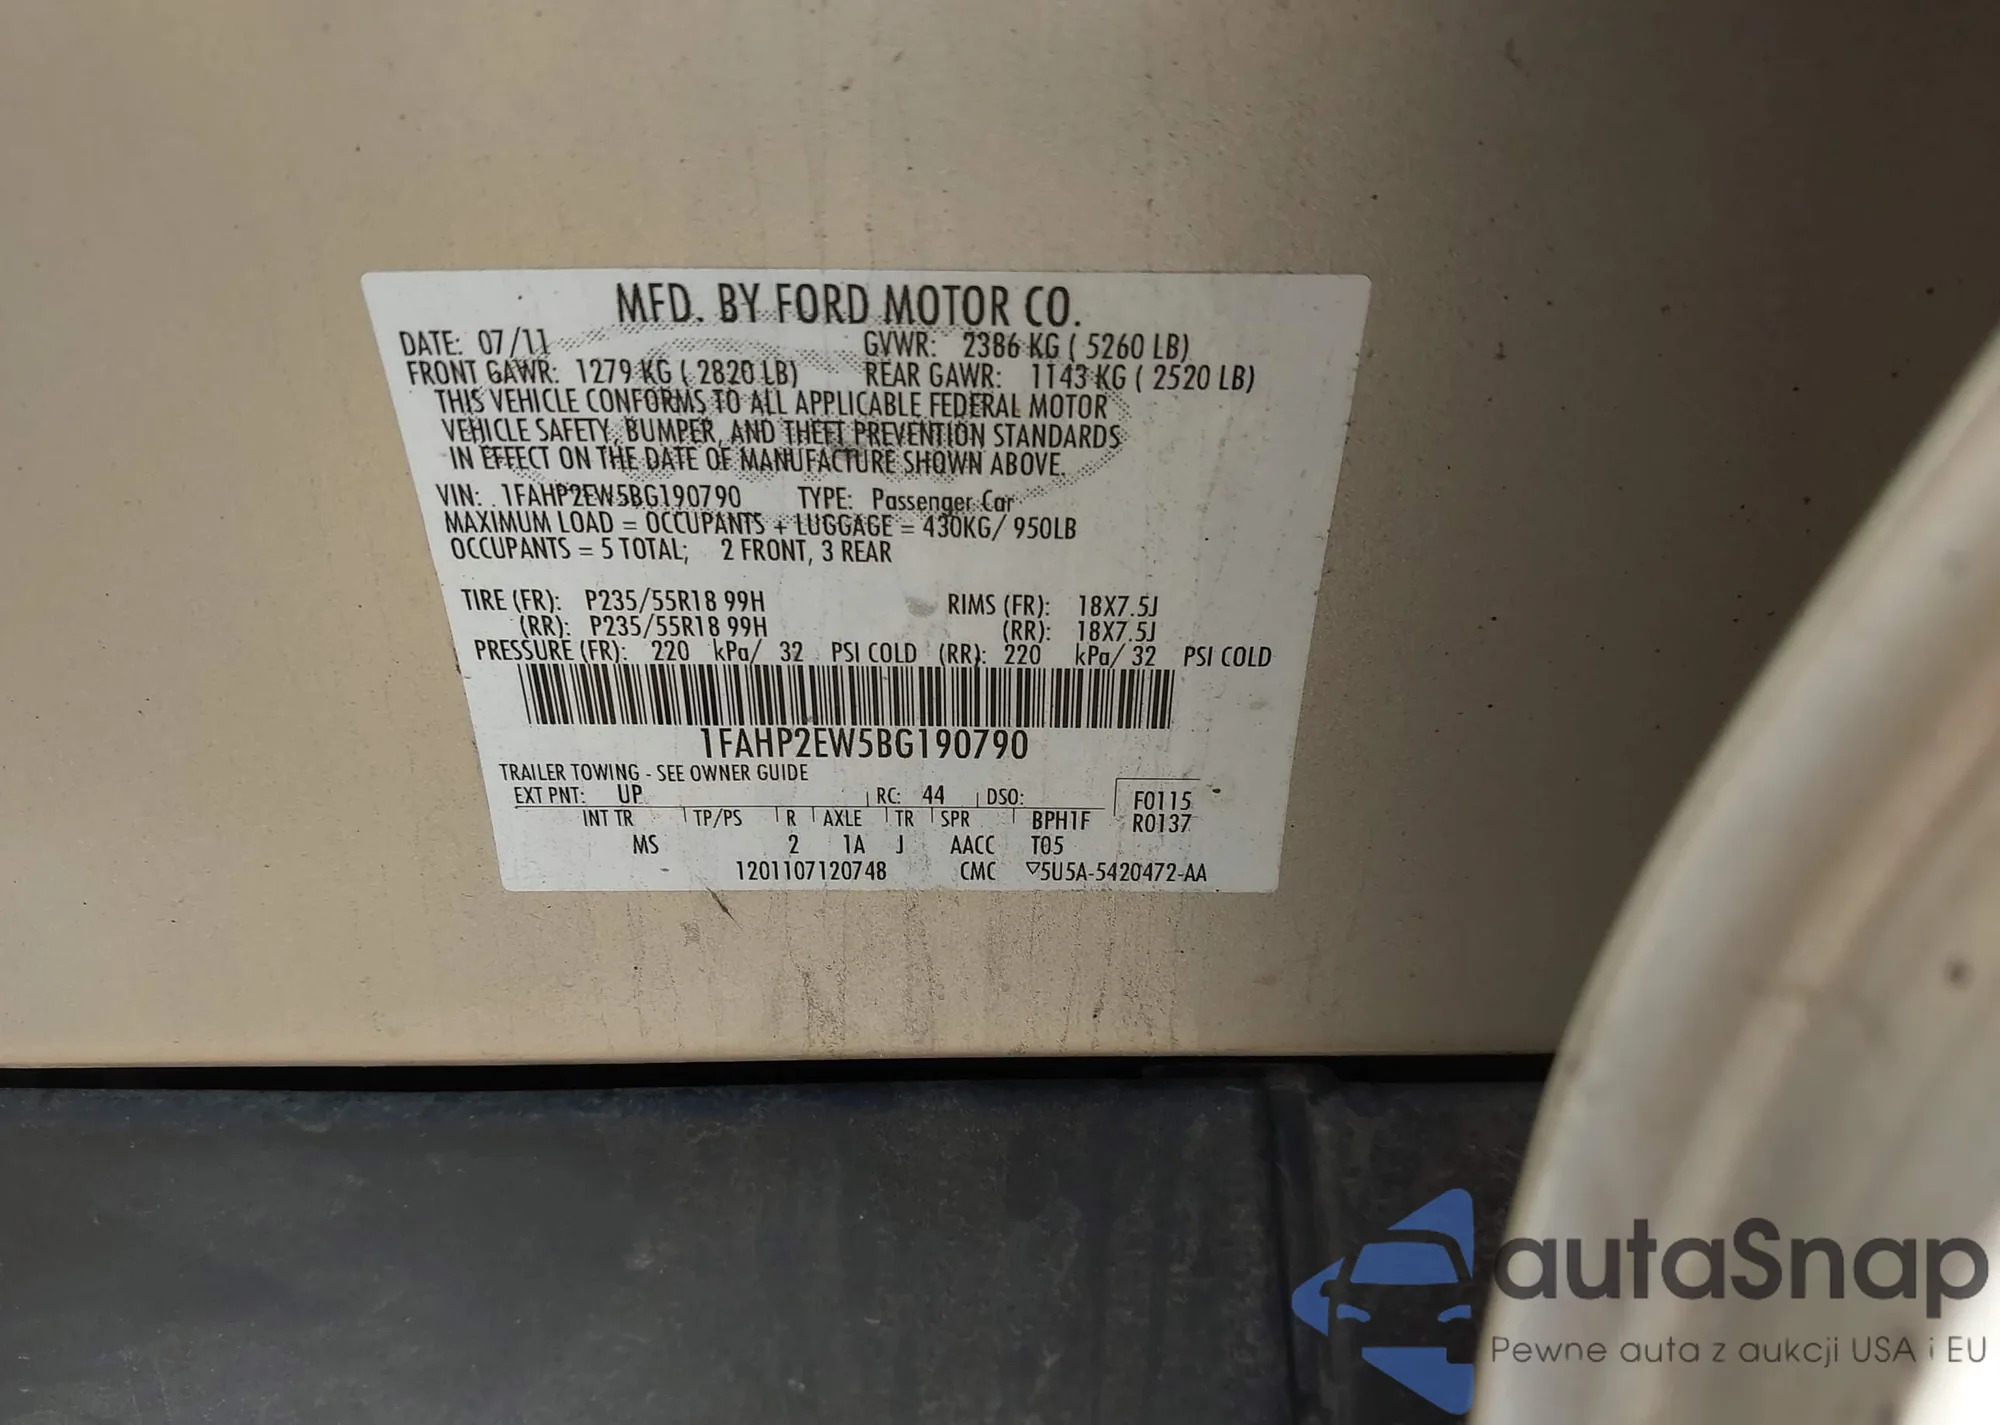 MFD. BY FORD MOTOR CO.
DATE: 07/11 GVWR: 2386 KG ( 5260 LB)
FRONT GAWR: 1279 KG ( 2820 LB) REAR GAWR: 1143 KG ( 2520 LB)
THIS VEHICLE CONFORMS TO ALL APPLICABLE FEDERAL MOTOR
VEHICLE SAFETY, BUMPER, AND THEFT PREVENTION STANDARDS
IN EFFECT ON THE DATE OF MANUFACTURE SHOWN ABOVE.
VIN: 1FAHP2EW5BG190790 TYPE: Passenger Car
MAXIMUM LOAD = OCCUPANTS + LUGGAGE = 430KG/ 950LB
OCCUPANTS = 5 TOTAL; 2 FRONT, 3 REAR
TIRE (FR): P235/55R18 99H RIMS (FR): 18X7.5J
(RR): P235/55R18 99H (RR): 18X7.5J
PRESSURE (FR): 220 kPa/ 32 PSI COLD (RR): 220 kPa/ 32 PSI COLD
1FAHP2EW5BG190790
TRAILER TOWING - SEE OWNER GUIDE
EXT PNT: UP RC: 44 DSO: F0115
INT TR TP/PS R AXLE TR SPR BPH1F R0137
MS 2 1A J AACC T05
1201107120748 CMC ▽5U5A-5420472-AA
autaSnap
Pewne auta z aukcji USA i EU